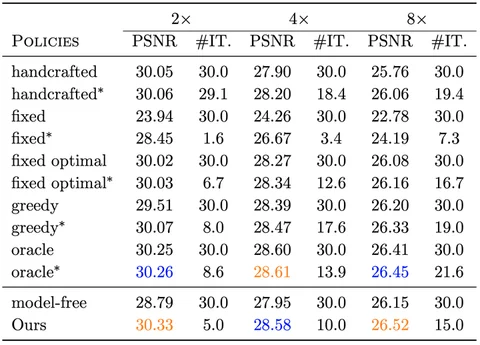 2× 4× 8×
POLICIES PSNR #IT. PSNR #IT. PSNR #IT.
handcrafted 30.05 30.0 27.90 30.0 25.76 30.0
handcrafted* 30.06 29.1 28.20 18.4 26.06 19.4
fixed 23.94 30.0 24.26 30.0 22.78 30.0
fixed* 28.45 1.6 26.67 3.4 24.19 7.3
fixed optimal 30.02 30.0 28.27 30.0 26.08 30.0
fixed optimal* 30.03 6.7 28.34 12.6 26.16 16.7
greedy 29.51 30.0 28.39 30.0 26.20 30.0
greedy* 30.07 8.0 28.47 17.6 26.33 19.0
oracle 30.25 30.0 28.60 30.0 26.41 30.0
oracle* 30.26 8.6 28.61 13.9 26.45 21.6
model-free 28.79 30.0 27.95 30.0 26.15 30.0
Ours 30.33 5.0 28.58 10.0 26.52 15.0